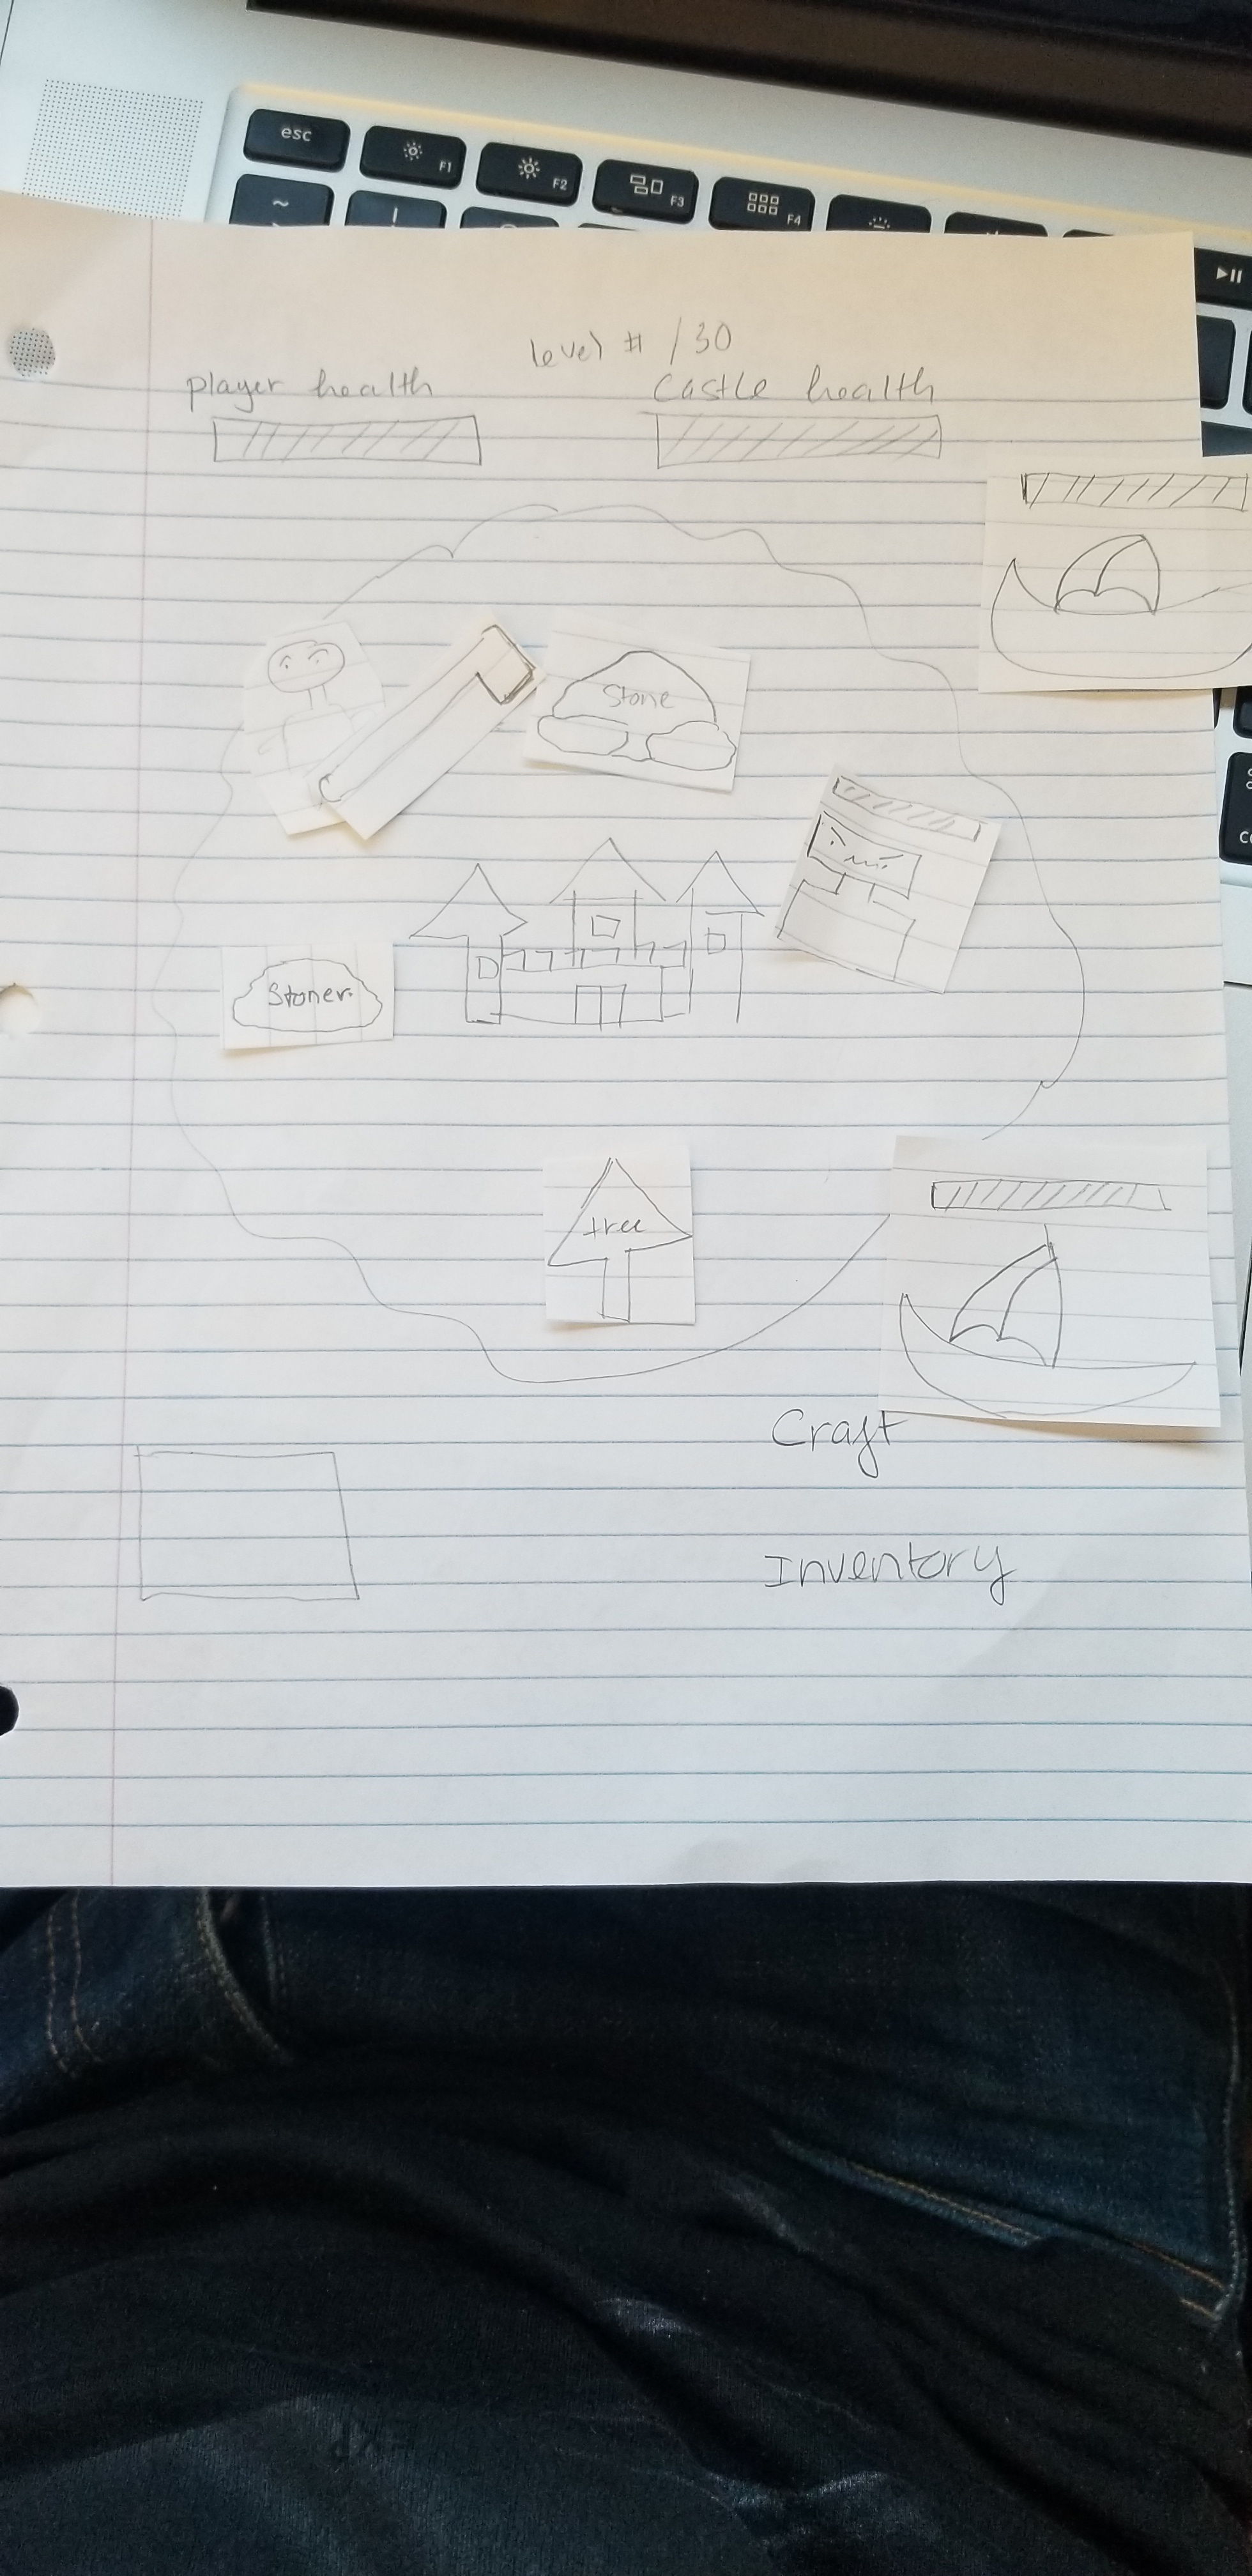 esc
F1
F2
F3
F4
~
level # /30
player health
castle health
Stone
Stoner
tree
Craft
Inventory